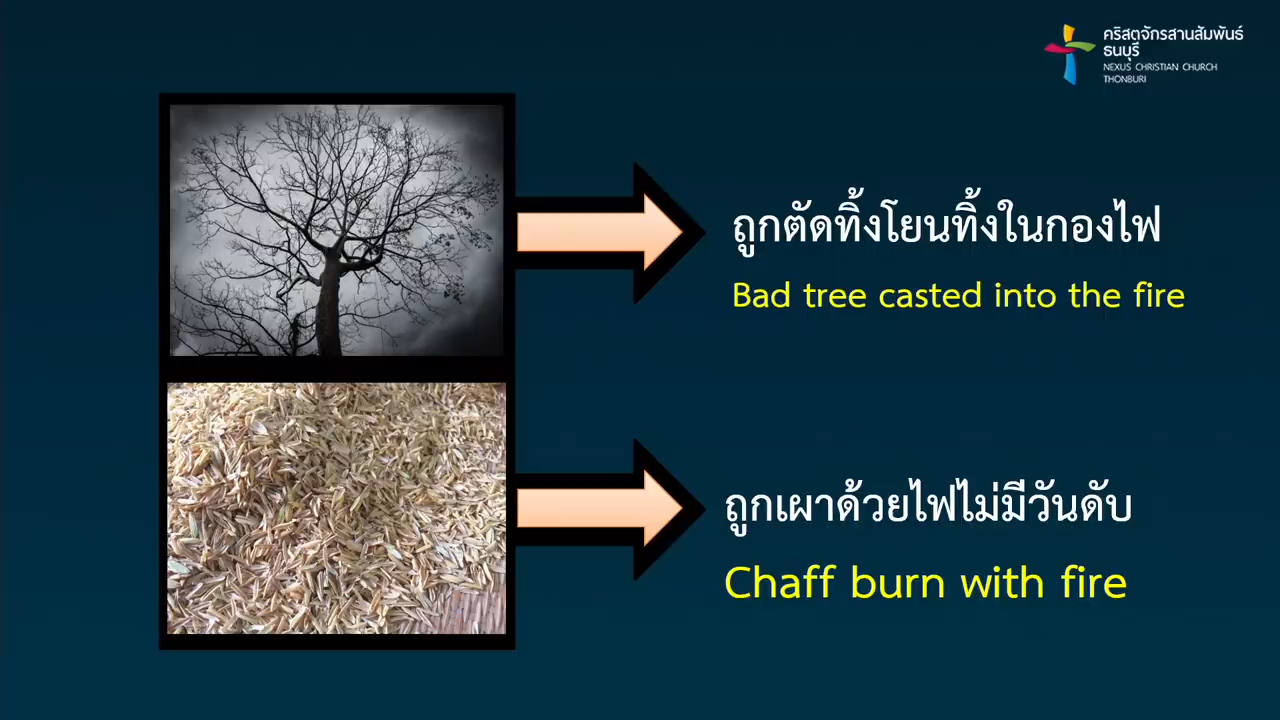 คริสตจักรสานสัมพันธ์
ธนบุรี
NEXUS CHRISTIAN CHURCH
THONBURI
ถูกตัดทิ้งโยนทิ้งในกองไฟ
Bad tree casted into the fire
ถูกเผาด้วยไฟไม่มีวันดับ
Chaff burn with fire